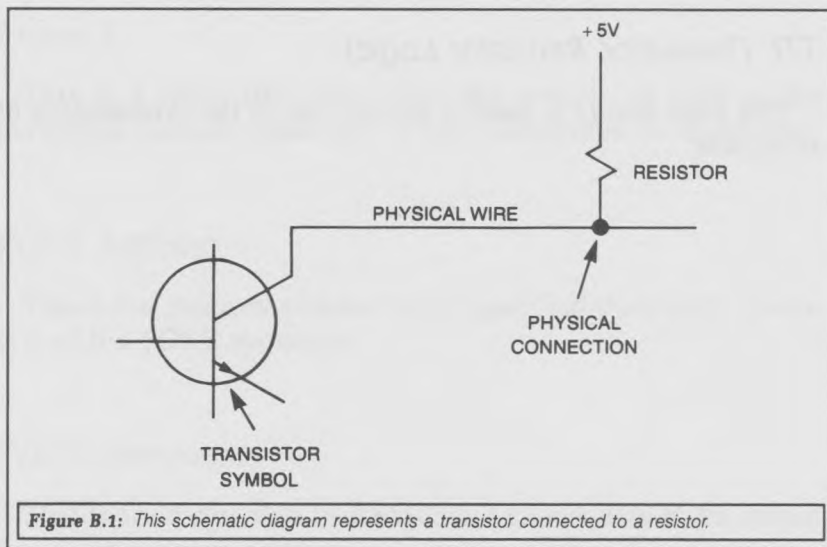 +5V
RESISTOR
PHYSICAL WIRE
PHYSICAL
CONNECTION
TRANSISTOR
SYMBOL
Figure B.1: This schematic diagram represents a transistor connected to a resistor.